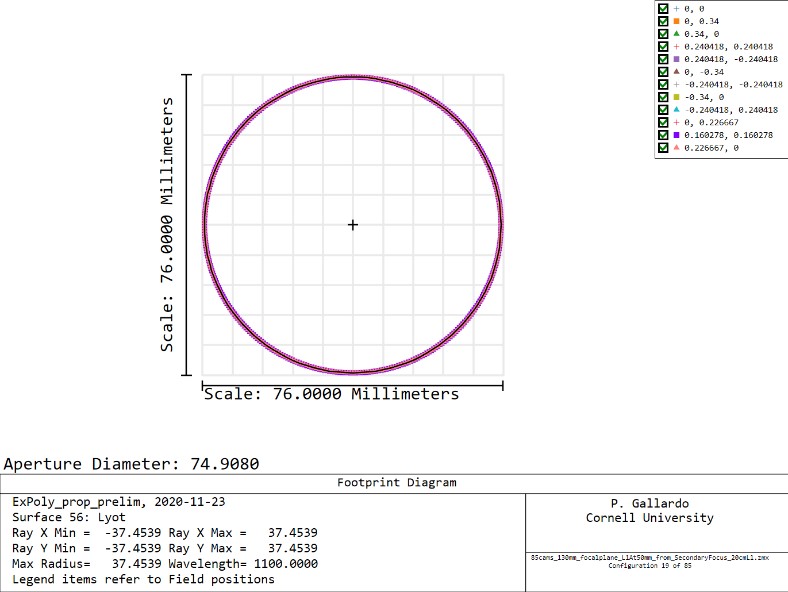 + 0, 0
0, 0.34
0.34, 0
+ 0.240418, 0.240418
0.240418, -0.240418
0, -0.34
+ -0.240418, -0.240418
-0.34, 0
-0.240418, 0.240418
+ 0, 0.226667
0.160278, 0.160278
0.226667, 0
Scale: 76.0000 Millimeters
Scale: 76.0000 Millimeters
Aperture Diameter: 74.9080
Footprint Diagram
ExPoly_prop_prelim, 2020-11-23
Surface 56: Lyot
Ray X Min =  -37.4539 Ray X Max =   37.4539
Ray Y Min =  -37.4539 Ray Y Max =   37.4539
Max Radius=   37.4539 Wavelength= 1100.0000
Legend items refer to Field positions
P. Gallardo
Cornell University
85cams_130mm_focalplane_L1At50mm_from_SecondaryFocus_20cmL1.zmx
Configuration 19 of 85